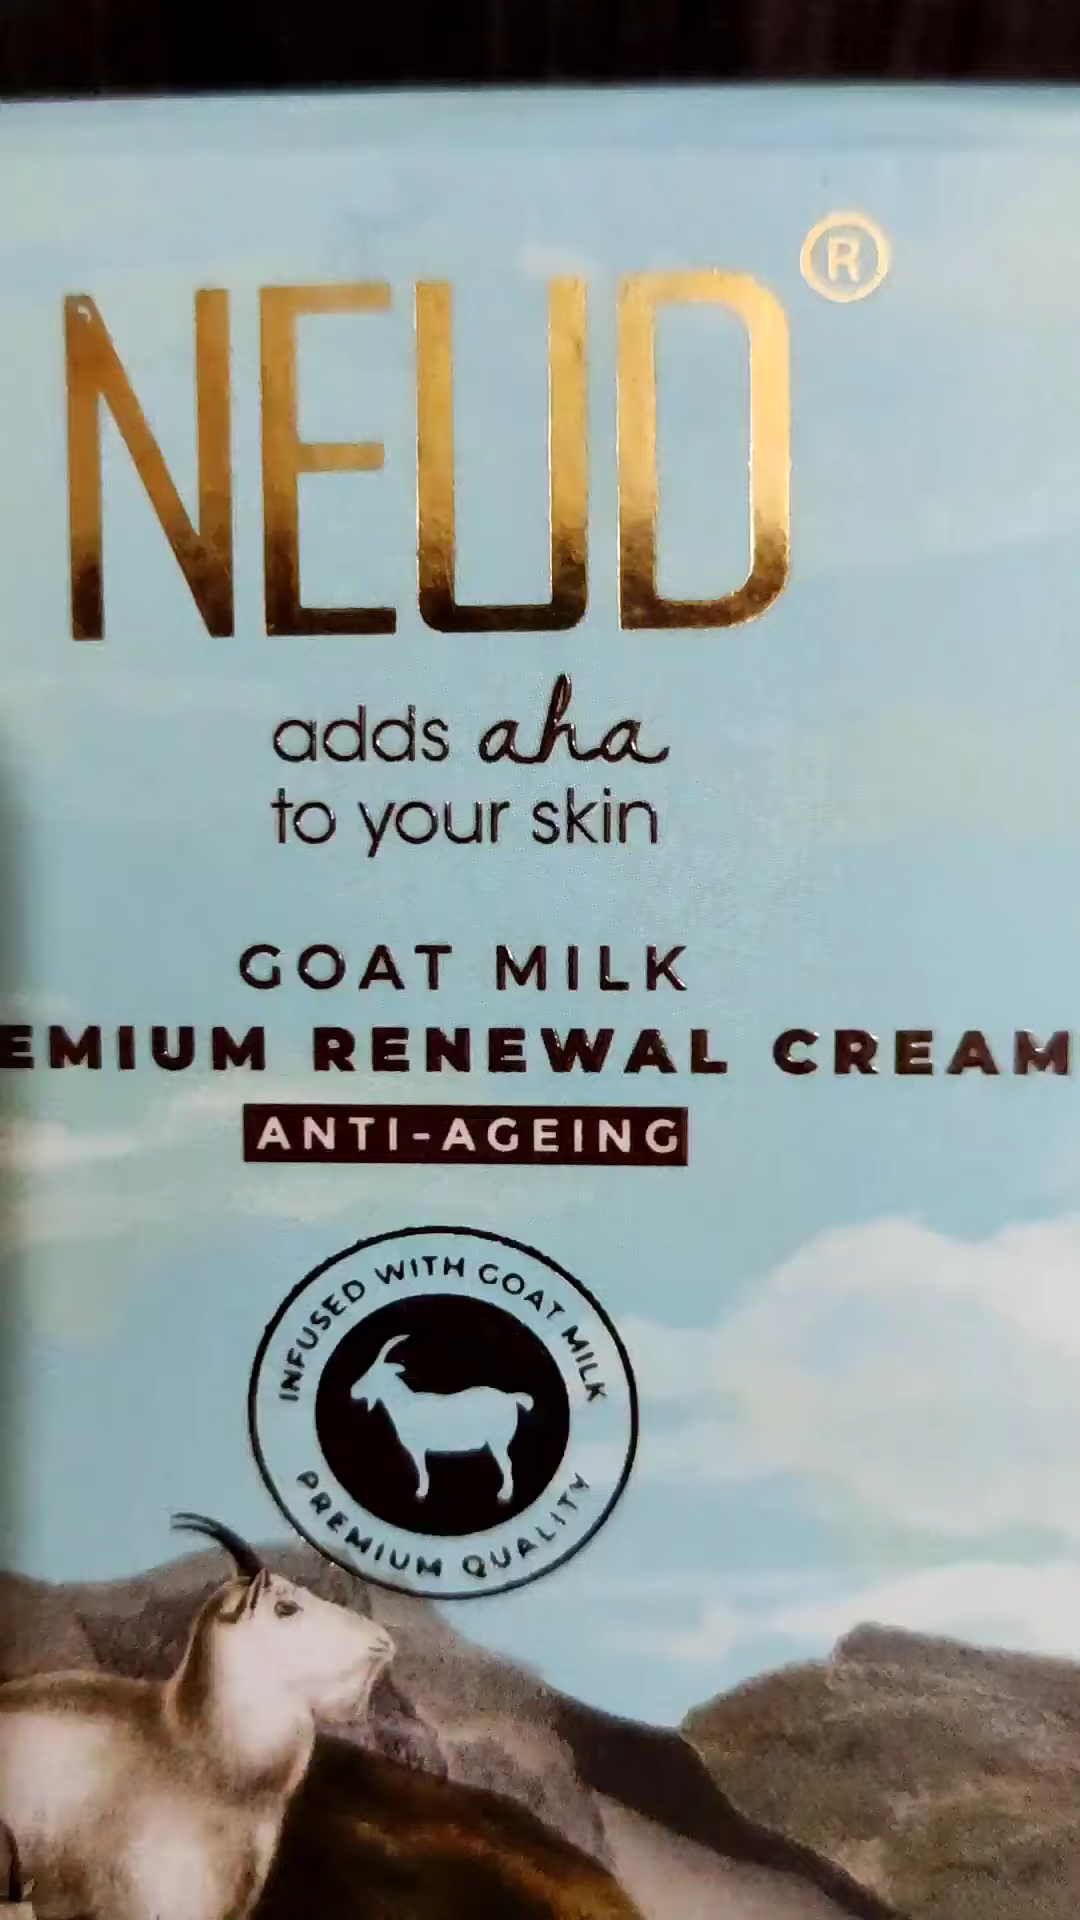 NEUD®
adds aha
to your skin
GOAT MILK
EMIUM RENEWAL CREAM
ANTI-AGEING
INFUSED WITH GOAT MILK
PREMIUM QUALITY